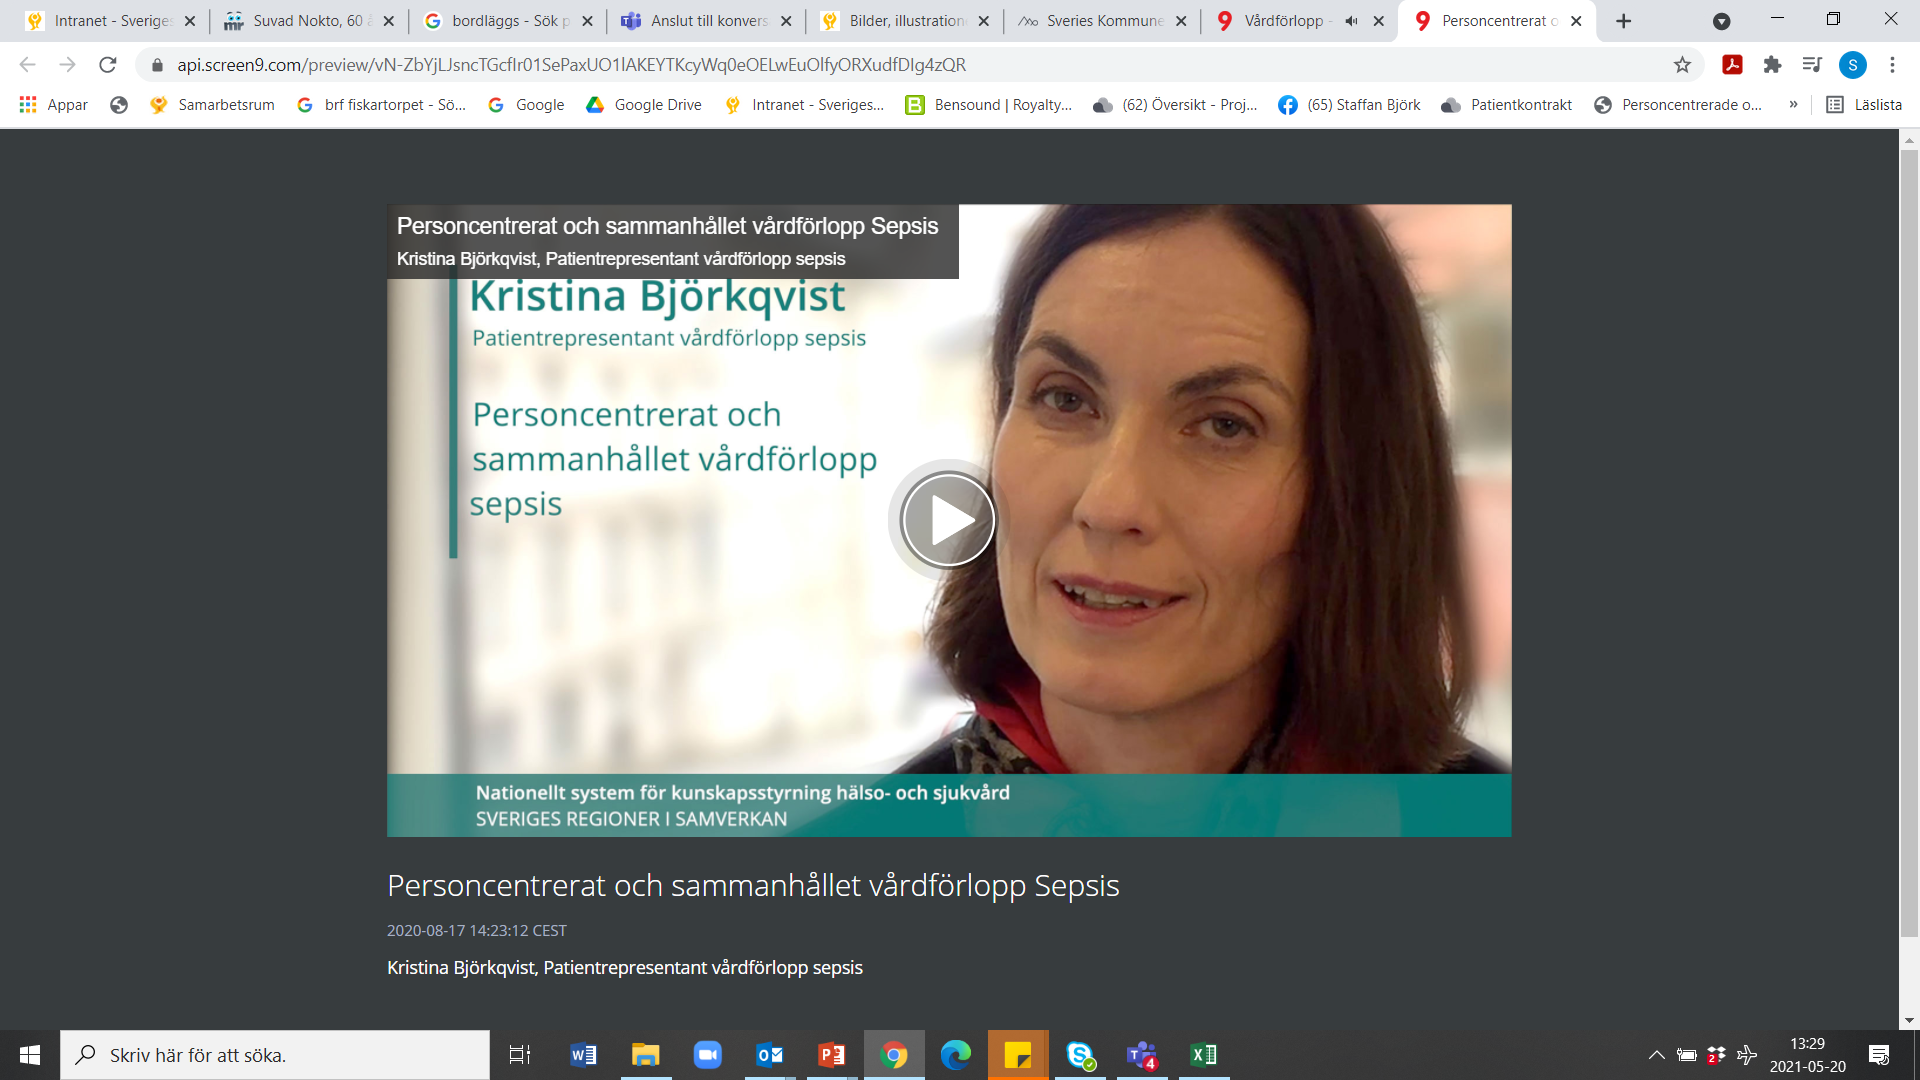 Intranet - Sveriges
Suvad Nokto, 60 å
bordläggs - Sök p
Anslut till konvers
Bilder, illustration
Sveries Kommune
Vårdförlopp -
Personcentrerat o
api.screen9.com/preview/vN-ZbYjLJsncTGcfIr01SePaxUO1lAKEYTKcyWq0eOELwEuOlfyORXudfDIg4zQR
S
Appar
Samarbetsrum
brf fiskartorpet - Sö...
Google
Google Drive
Intranet - Sveriges...
Bensound | Royalty...
(62) Översikt - Proj...
(65) Staffan Björk
Patientkontrakt
Personcentrerade o...
»
Läslista
Personcentrerat och sammanhållet vårdförlopp Sepsis
Kristina Björkqvist, Patientrepresentant vårdförlopp sepsis
Kristina Björkqvist
Patientrepresentant vårdförlopp sepsis
Personcentrerat och
sammanhållet vårdförlopp
sepsis
Nationellt system för kunskapsstyrning hälso- och sjukvård
SVERIGES REGIONER I SAMVERKAN
Personcentrerat och sammanhållet vårdförlopp Sepsis
2020-08-17 14:23:12 CEST
Kristina Björkqvist, Patientrepresentant vårdförlopp sepsis
Skriv här för att söka.
4
2
13:29
2021-05-20
3